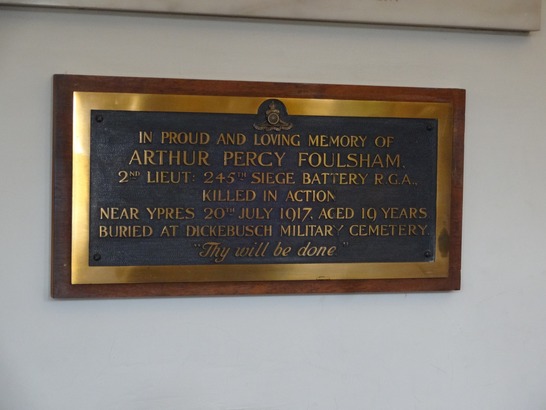 IN PROUD AND LOVING MEMORY OF
ARTHUR PERCY FOULSHAM,
2ND LIEUT: 245TH SIEGE BATTERY R.G.A.,
KILLED IN ACTION
NEAR YPRES 20TH JULY 1917, AGED 19 YEARS
BURIED AT DICKEBUSCH MILITARY CEMETERY.
"Thy will be done"